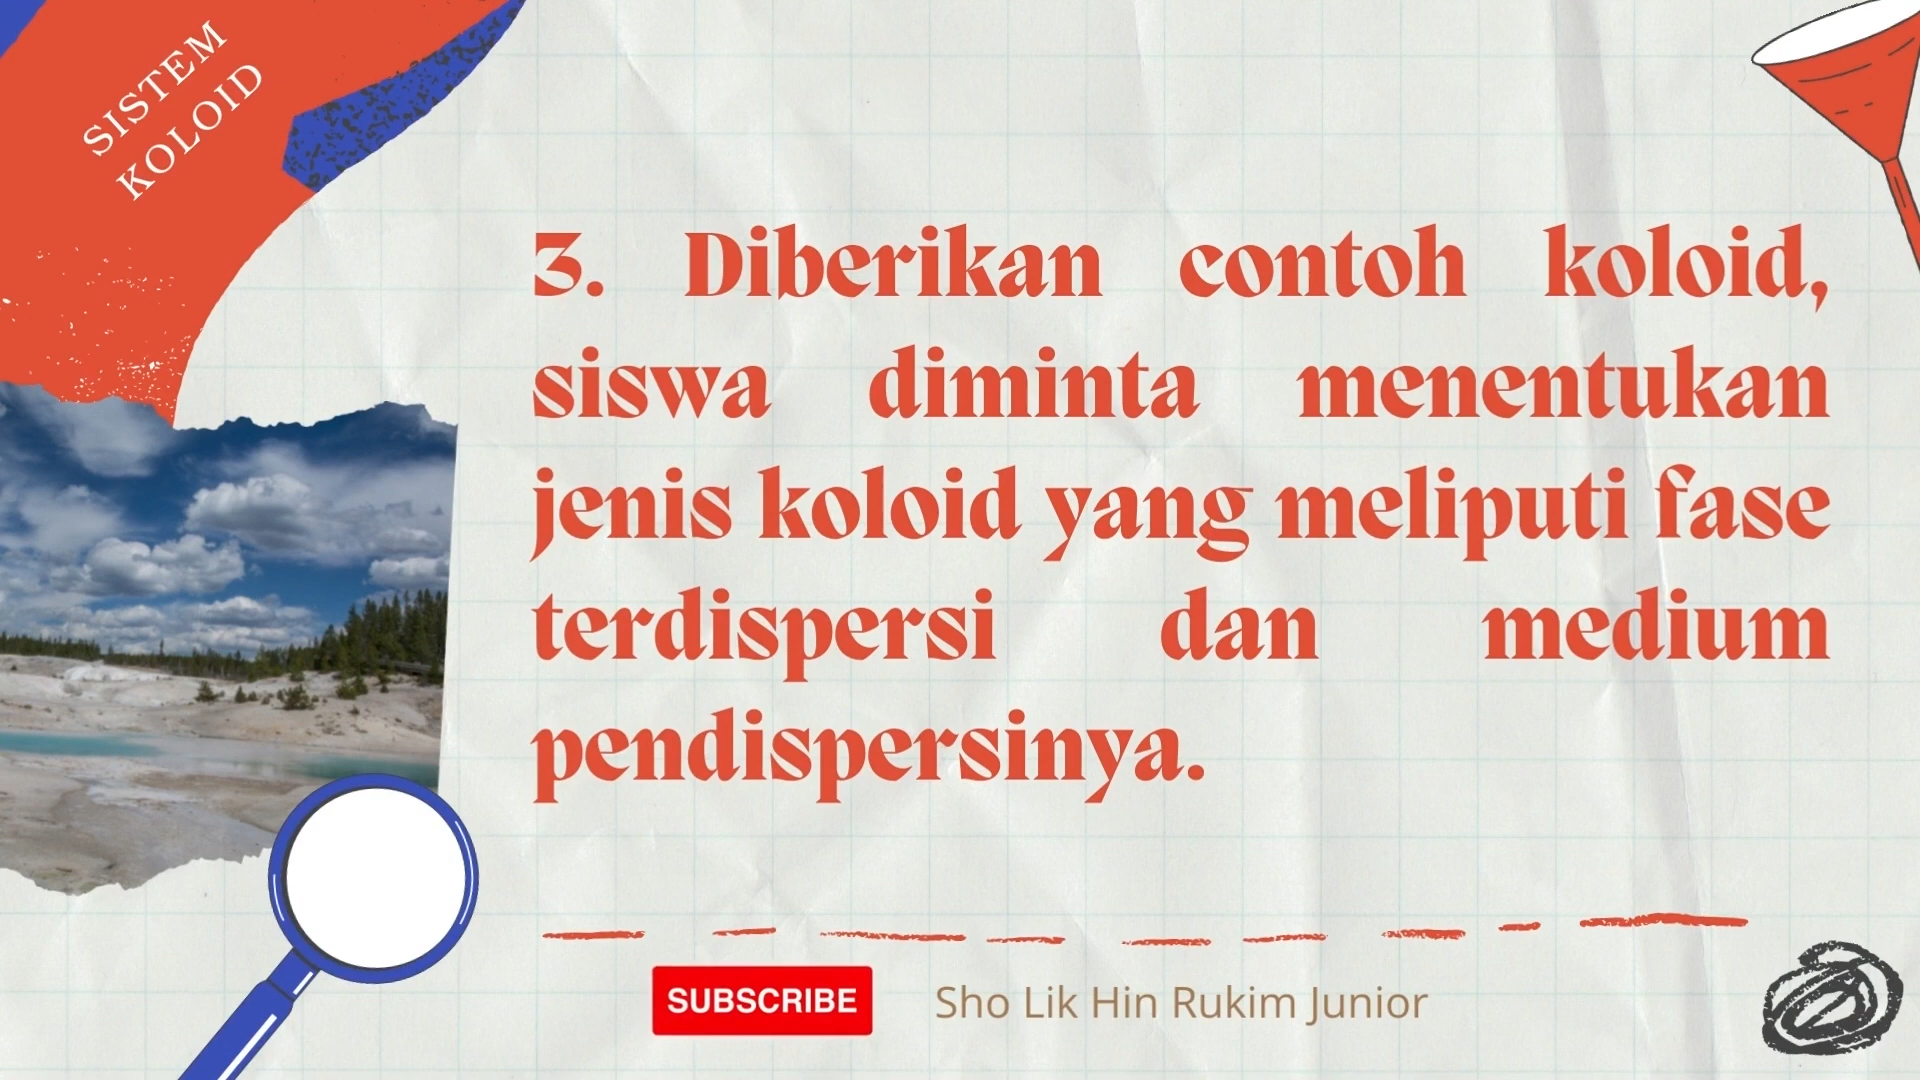 SISTEM
KOLOID
3. Diberikan contoh koloid,
siswa diminta menentukan
jenis koloid yang meliputi fase
terdispersi dan medium
pendispersinya.
SUBSCRIBE
Sho Lik Hin Rukim Junior